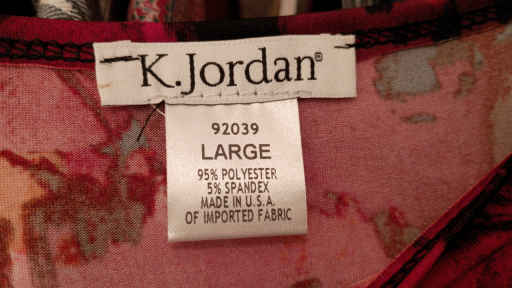 K.Jordan®
92039
LARGE
95% POLYESTER
5% SPANDEX
MADE IN U.S.A.
OF IMPORTED FABRIC